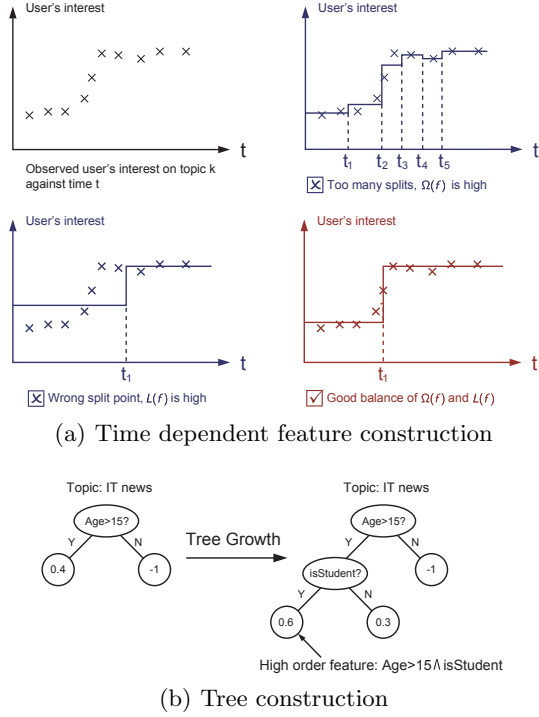 User's interest
t
Observed user's interest on topic k
against time t
User's interest
t
t1 t2 t3 t4 t5
Too many splits, Ω(f) is high
User's interest
t
t1
Wrong split point, L(f) is high
User's interest
t
t1
Good balance of Ω(f) and L(f)
(a) Time dependent feature construction
Topic: IT news
Age>15?
Y N
0.4 -1
Tree Growth
Topic: IT news
Age>15?
Y N
isStudent? -1
Y N
0.6 0.3
High order feature: Age>15/\ isStudent
(b) Tree construction